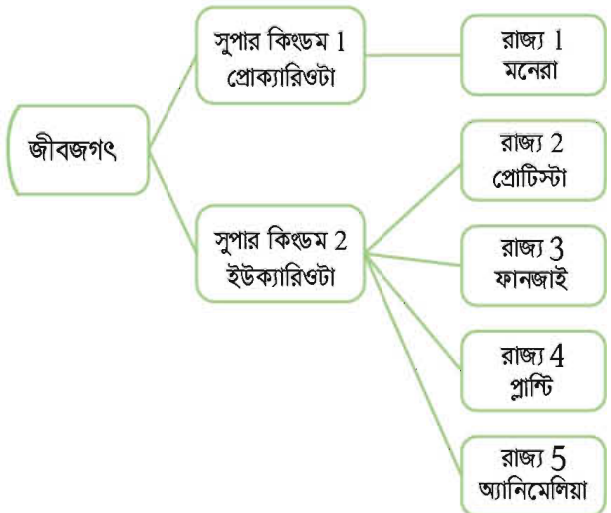 জীবজগৎ
সুপার কিংডম 1
প্রোক্যারিওটা
রাজ্য 1
মনেরা
সুপার কিংডম 2
ইউক্যারিওটা
রাজ্য 2
প্রোটিস্টা
রাজ্য 3
ফানজাই
রাজ্য 4
প্লান্টি
রাজ্য 5
অ্যানিমেলিয়া